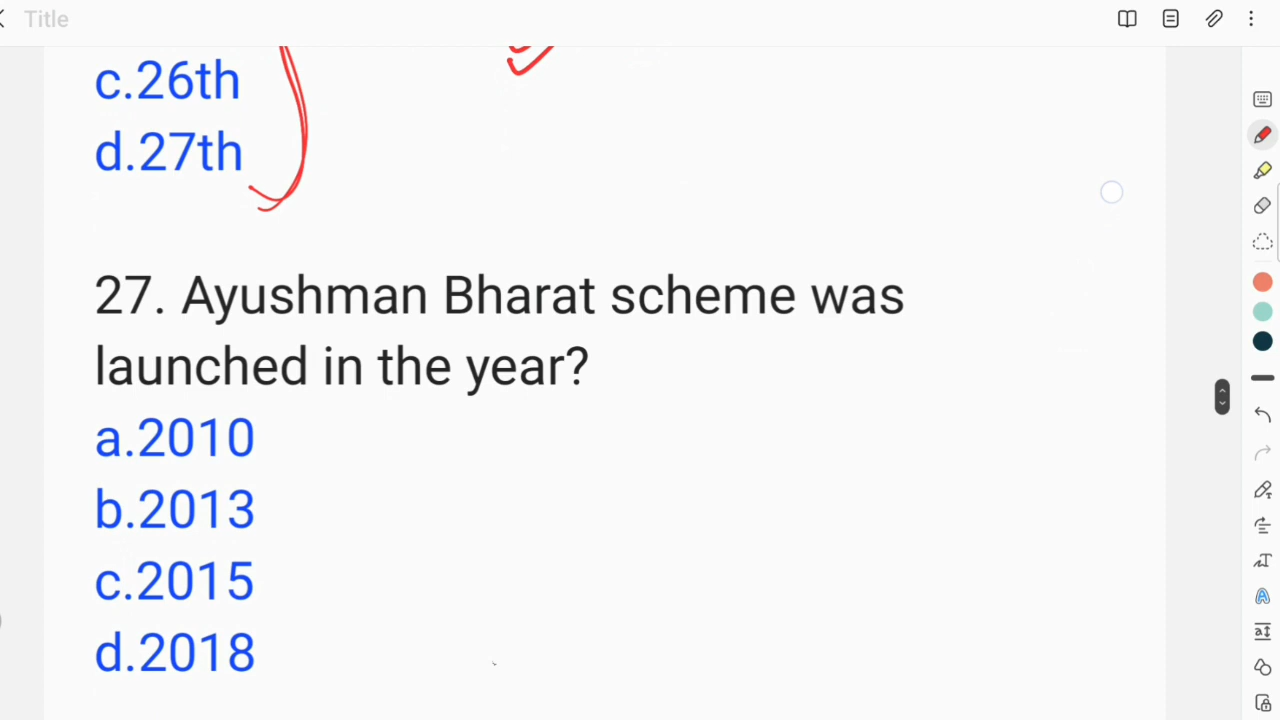 Title
c.26th
d.27th
27. Ayushman Bharat scheme was
launched in the year?
a.2010
b.2013
c.2015
d.2018